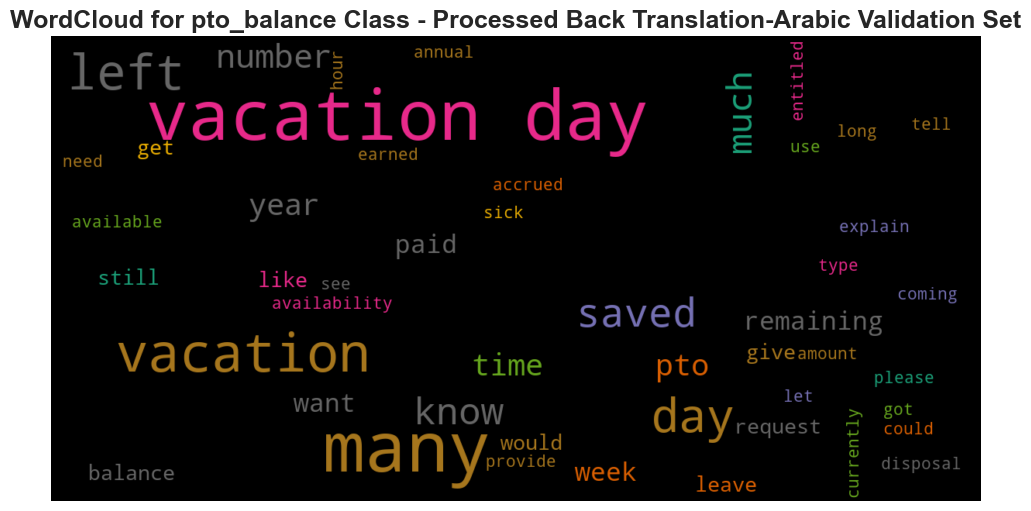 WordCloud for pto_balance Class - Processed Back Translation-Arabic Validation Set
left
number
hour
annual
vacation day
much
entitled
long
tell
need
get
earned
use
accrued
sick
year
available
paid
explain
still
like
see
availability
type
coming
saved
remaining
vacation
time
pto
give
amount
please
want
know
day
let
request
got
could
currently
many
would
provide
balance
week
leave
disposal